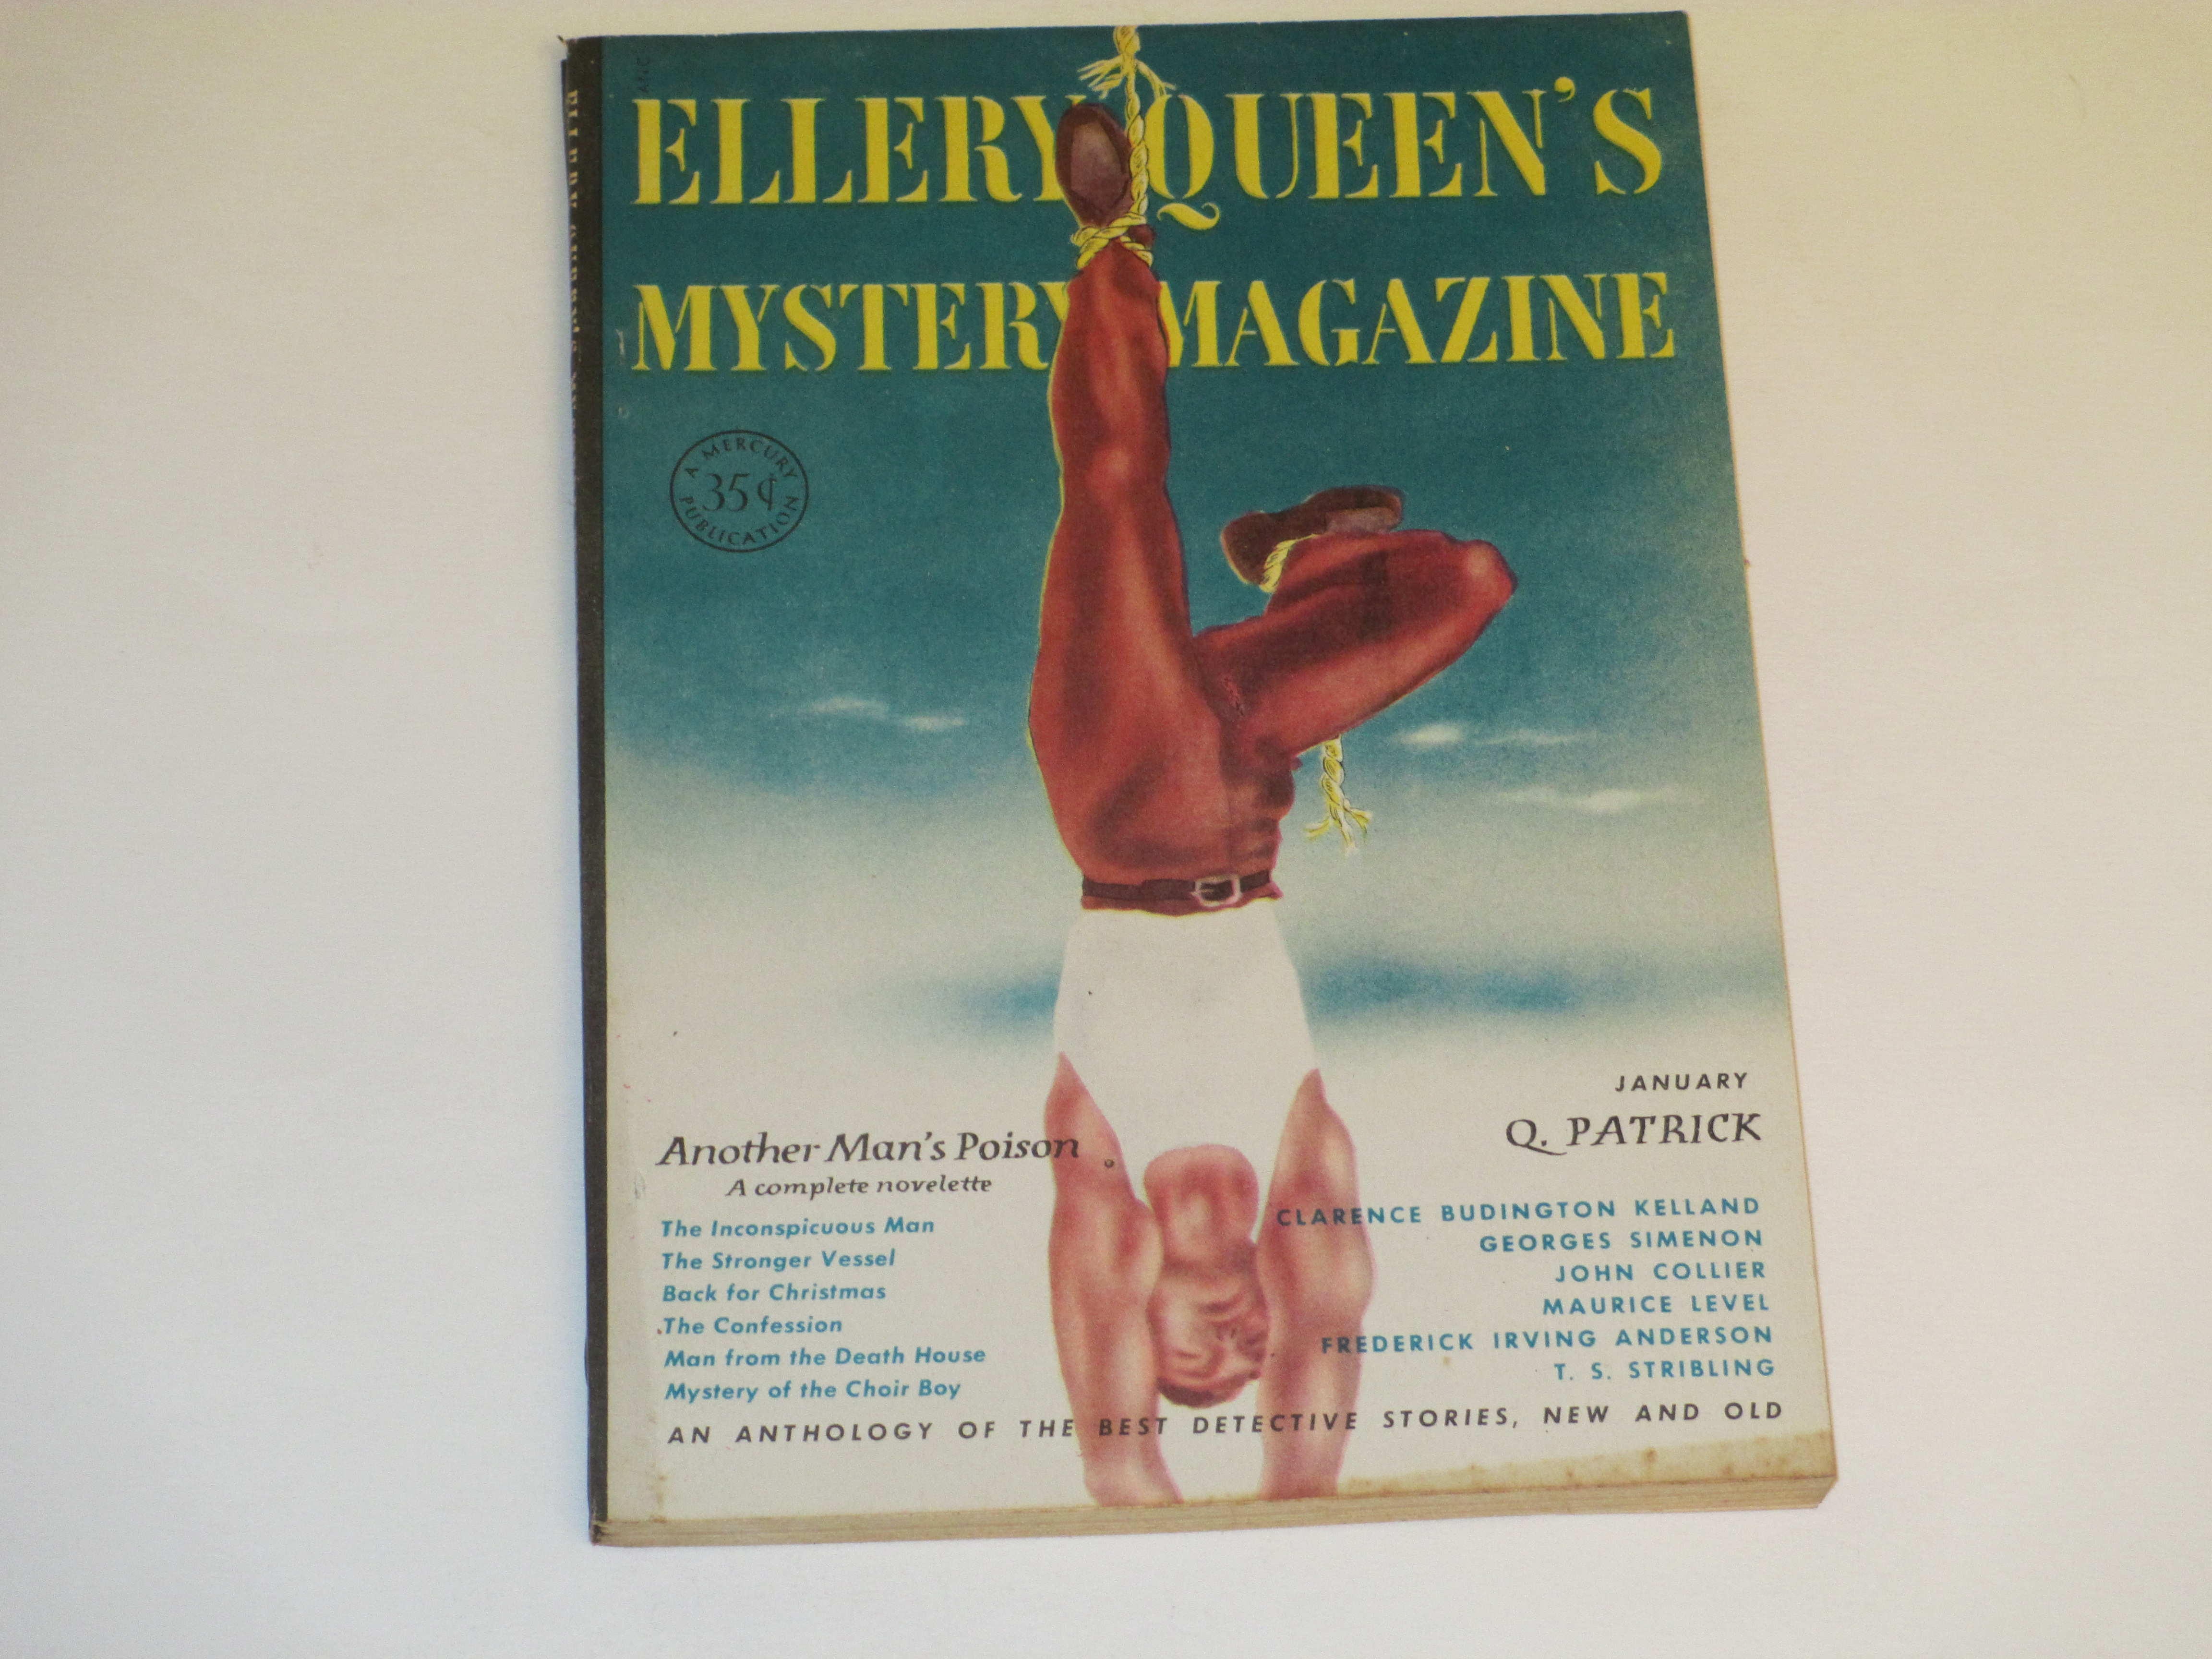 ELLERY QUEEN'S
MYSTERY MAGAZINE
A MERCURY
35¢
PUBLICATION
JANUARY
Another Man's Poison
Q. PATRICK
A complete novelette
The Inconspicuous Man
CLARENCE BUDINGTON KELLAND
The Stronger Vessel
GEORGES SIMENON
Back for Christmas
JOHN COLLIER
The Confession
MAURICE LEVEL
Man from the Death House
FREDERICK IRVING ANDERSON
Mystery of the Choir Boy
T. S. STRIBLING
AN ANTHOLOGY OF THE BEST DETECTIVE STORIES, NEW AND OLD